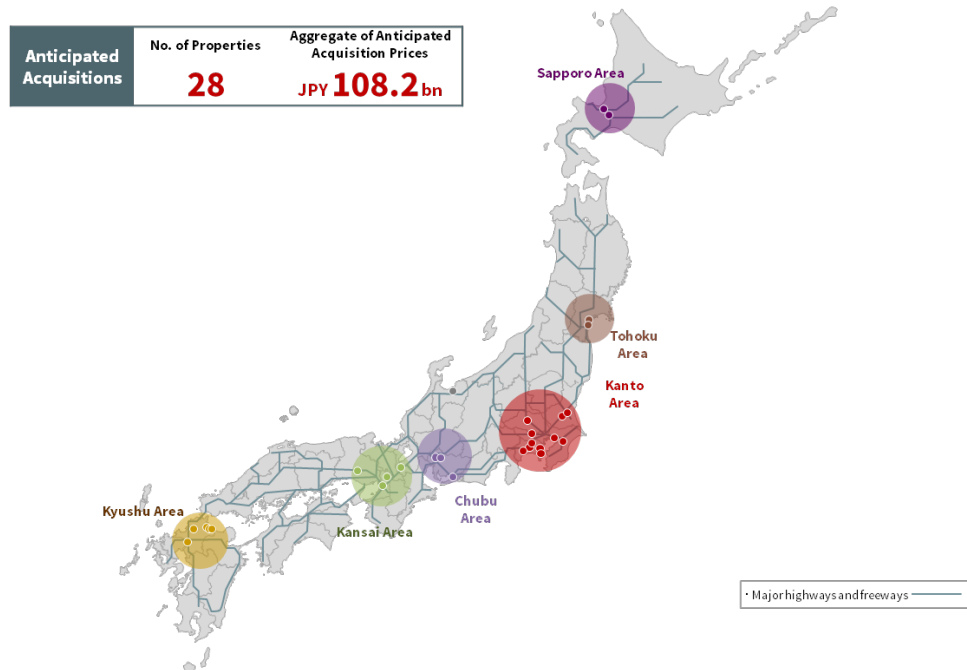 Anticipated
Acquisitions
No. of Properties
28
Aggregate of Anticipated
Acquisition Prices
JPY 108.2 bn
Sapporo Area
Tohoku
Area
Kanto
Area
Chubu
Area
Kyushu Area
Kansai Area
· Major highways and freeways